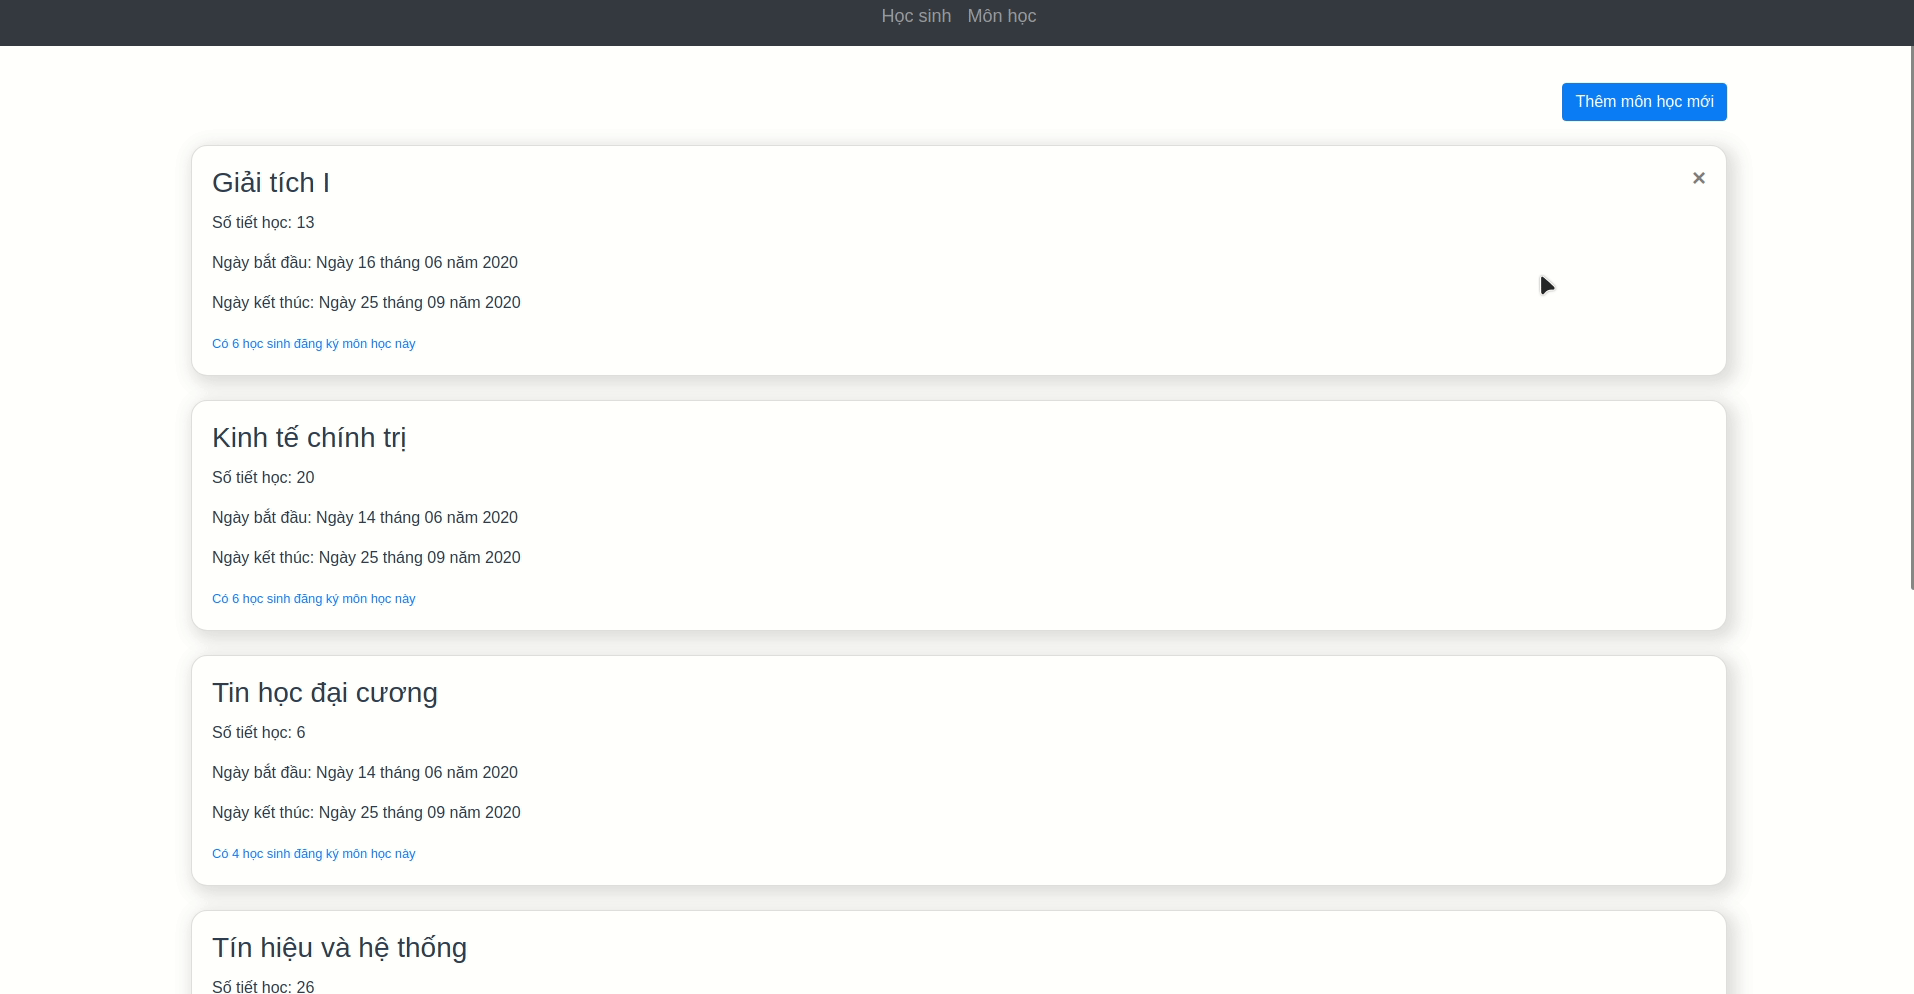 Học sinh Môn học
Thêm môn học mới
Giải tích I
×
Số tiết học: 13
Ngày bắt đầu: Ngày 16 tháng 06 năm 2020
Ngày kết thúc: Ngày 25 tháng 09 năm 2020
Có 6 học sinh đăng ký môn học này
Kinh tế chính trị
Số tiết học: 20
Ngày bắt đầu: Ngày 14 tháng 06 năm 2020
Ngày kết thúc: Ngày 25 tháng 09 năm 2020
Có 6 học sinh đăng ký môn học này
Tin học đại cương
Số tiết học: 6
Ngày bắt đầu: Ngày 14 tháng 06 năm 2020
Ngày kết thúc: Ngày 25 tháng 09 năm 2020
Có 4 học sinh đăng ký môn học này
Tín hiệu và hệ thống
Số tiết học: 26